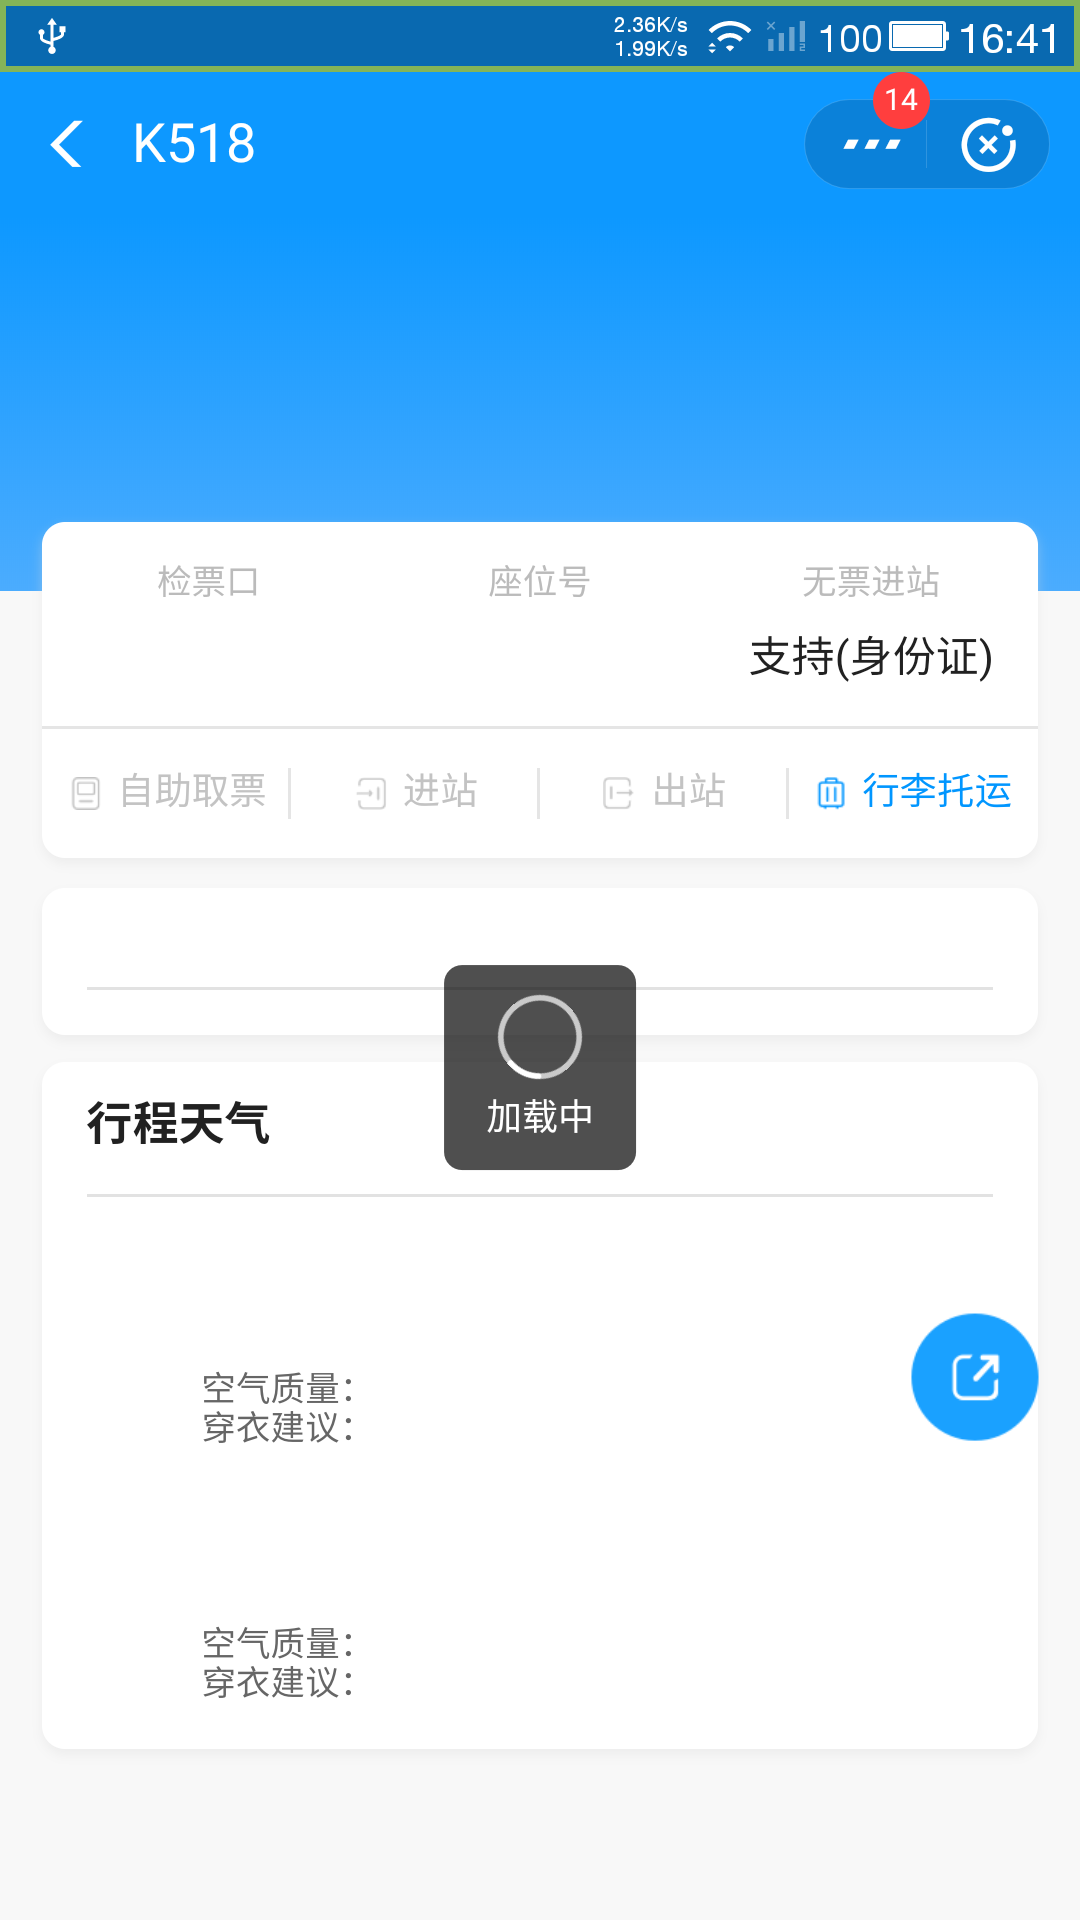 2.36K/s
1.99K/s
100
16:41
K518
14
检票口 座位号 无票进站
支持(身份证)
自助取票 进站 出站 行李托运
加载中
行程天气
空气质量：
穿衣建议：
空气质量：
穿衣建议：